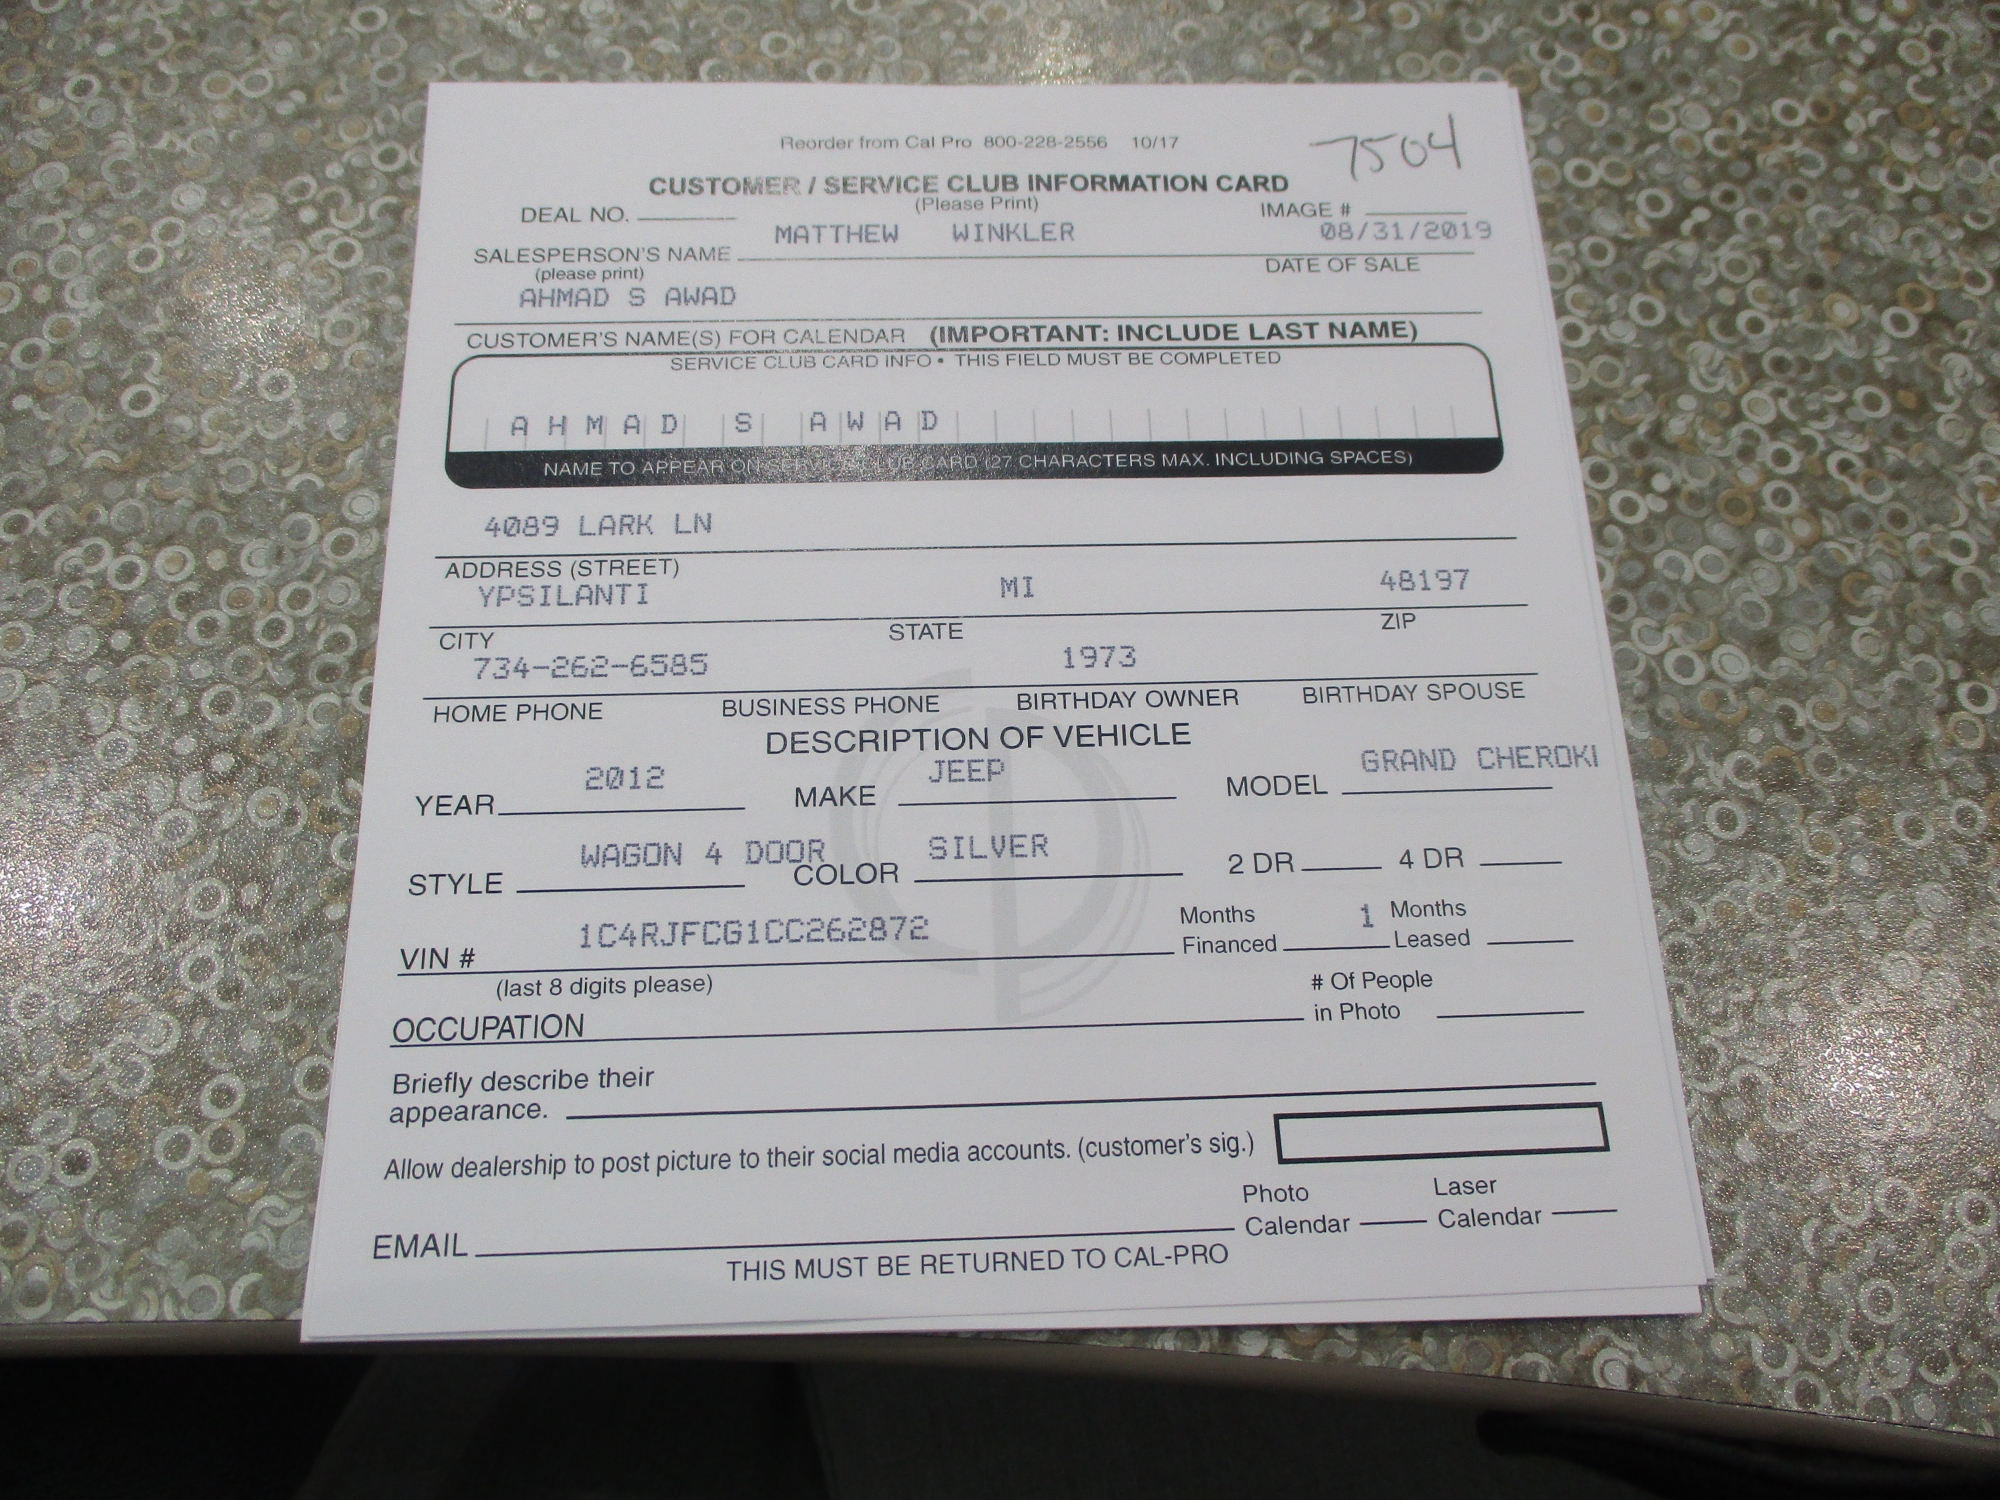 Reorder from Cal Pro 800-228-2556 10/17
7504
CUSTOMER / SERVICE CLUB INFORMATION CARD
(Please Print)
DEAL NO. IMAGE #
MATTHEW WINKLER 08/31/2019
SALESPERSON'S NAME DATE OF SALE
(please print)
AHMAD S AWAD
CUSTOMER'S NAME(S) FOR CALENDAR (IMPORTANT: INCLUDE LAST NAME)
SERVICE CLUB CARD INFO • THIS FIELD MUST BE COMPLETED
AHMAD S AWAD
NAME TO APPEAR ON SERVICE CLUB CARD (27 CHARACTERS MAX. INCLUDING SPACES)
4089 LARK LN
ADDRESS (STREET)
YPSILANTI MI 48197
CITY STATE ZIP
734-262-6585 1973
HOME PHONE BUSINESS PHONE BIRTHDAY OWNER BIRTHDAY SPOUSE
DESCRIPTION OF VEHICLE
2012 JEEP GRAND CHEROKI
YEAR MAKE MODEL
WAGON 4 DOOR SILVER
STYLE COLOR 2 DR 4 DR
1C4RJFCG1CC262872 Months 1 Months
VIN # Financed Leased
(last 8 digits please) # Of People
OCCUPATION in Photo
Briefly describe their
appearance.
Allow dealership to post picture to their social media accounts. (customer's sig.)
Photo Laser
EMAIL Calendar Calendar
THIS MUST BE RETURNED TO CAL-PRO